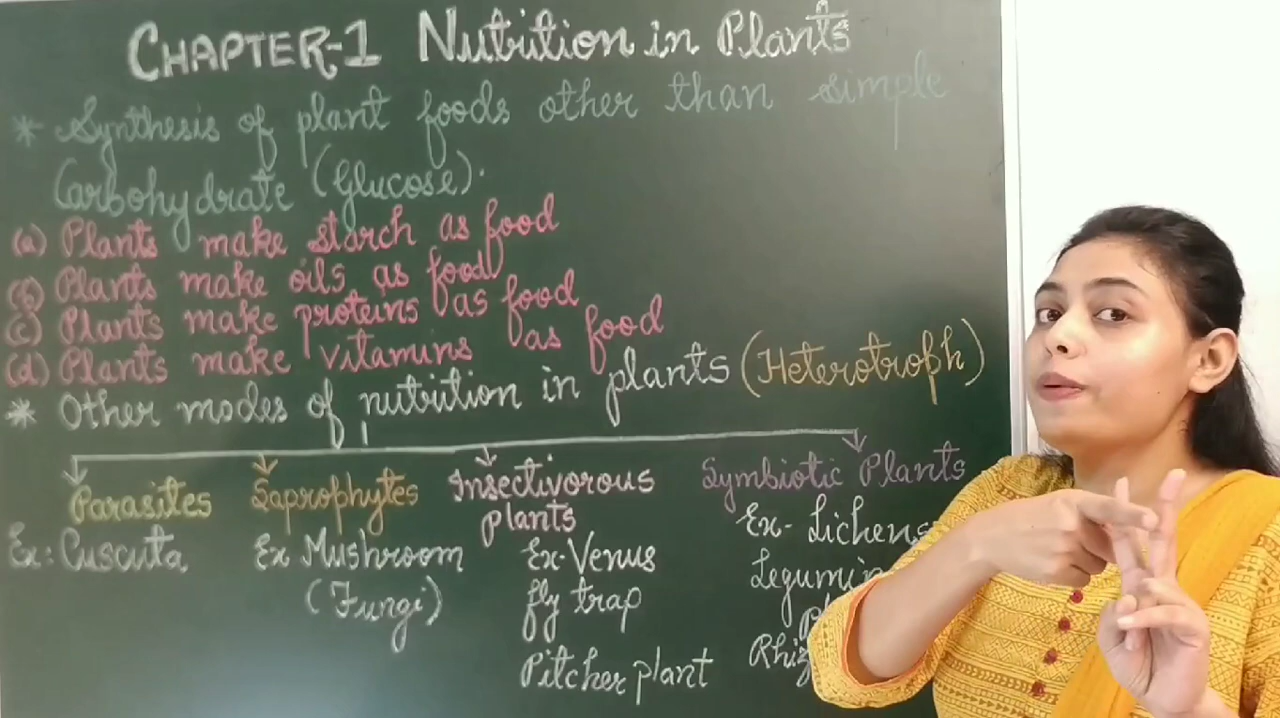 CHAPTER-1 Nutrition in Plants
* Synthesis of plant foods other than simple
Carbohydrate (Glucose).
(a) Plants make starch as food
(b) Plants make oils as food
(c) Plants make proteins as food
(d) Plants make vitamins as food
* Other modes of nutrition in plants (Heterotroph)
Parasites
Ex: Cuscuta
Saprophytes
Ex Mushroom
(Fungi)
Insectivorous
plants
Ex-Venus
fly trap
Pitcher plant
Symbiotic Plants
Ex- Lichens